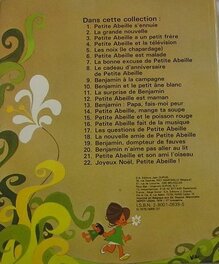 Dans cette collection :
1. Petite Abeille s'ennuie
2. La grande nouvelle
3. Petite Abeille a un petit frère
4. Petite Abeille et la télévision
5. Les noix (le chapardage)
6. Petite Abeille est malade
7. La bonne excuse de Petite Abeille
8. Le cadeau d'anniversaire
de Petite Abeille
9. Benjamin à la campagne
10. Benjamin et le petit âne blanc
11. La surprise de Benjamin
12. Petite Abeille est maman
13. Benjamin : Papa, fais-moi peur
14. Petite Abeille, mange ta soupe
15. Petite Abeille et le poisson rouge
16. Petite Abeille fait de la musique
17. Les questions de Petite Abeille
18. La nouvelle amie de Petite Abeille
19. Benjamin, dompteur de fauves
20. Benjamin n'aime pas aller au lit
21. Petite Abeille et son ami l'oiseau
22. Joyeux Noël, Petite Abeille !